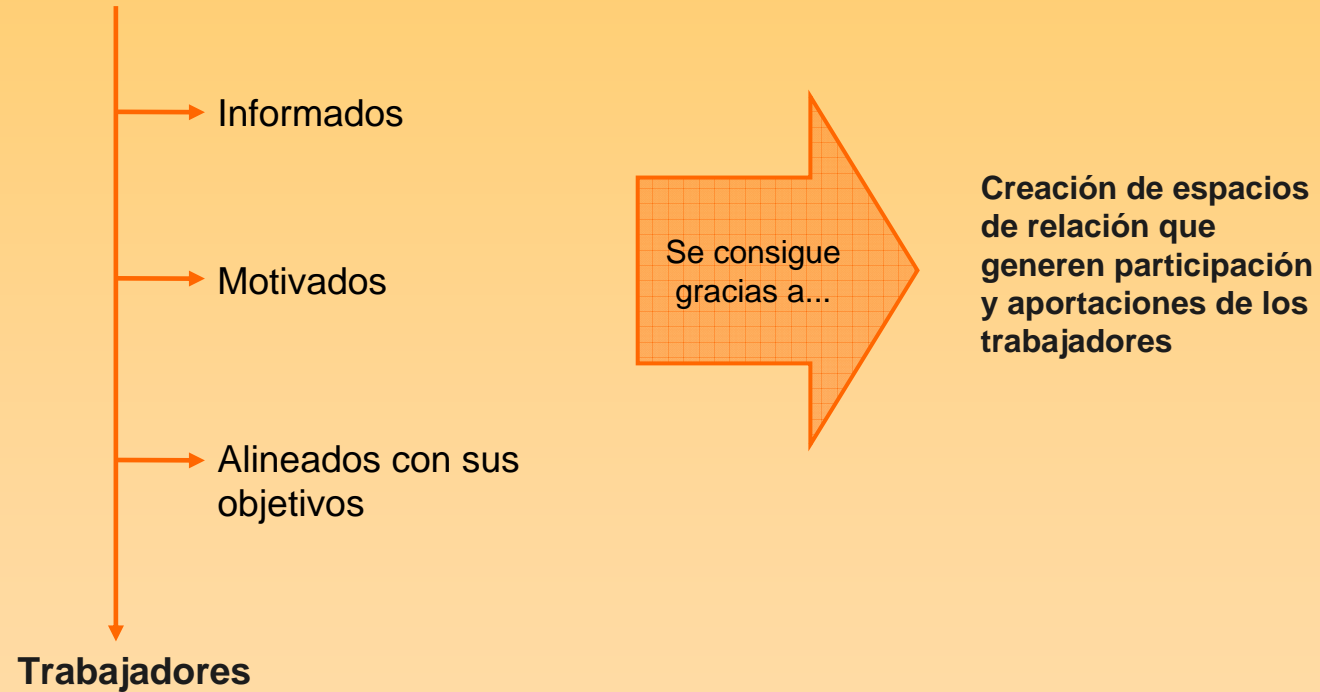 Informados
Motivados
Alineados con sus
objetivos
Trabajadores
Se consigue
gracias a...
Creación de espacios
de relación que
generen participación
y aportaciones de los
trabajadores